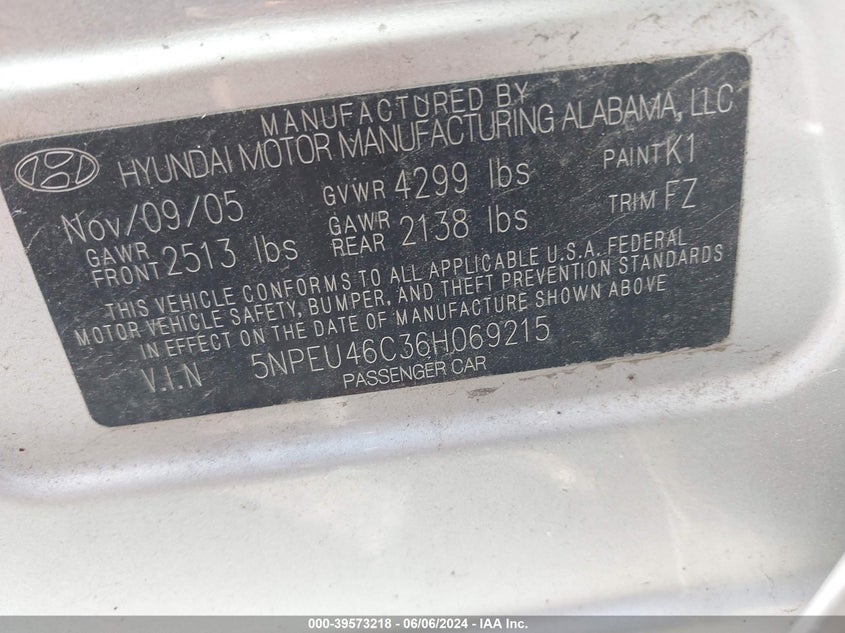 MANUFACTURED BY
HYUNDAI MOTOR MANUFACTURING ALABAMA, LLC
Nov/09/05 GVWR 4299 lbs PAINT K1
GAWR FRONT 2513 lbs GAWR REAR 2138 lbs TRIM FZ
THIS VEHICLE CONFORMS TO ALL APPLICABLE U.S.A. FEDERAL
MOTOR VEHICLE SAFETY, BUMPER, AND THEFT PREVENTION STANDARDS
IN EFFECT ON THE DATE OF MANUFACTURE SHOWN ABOVE
V.I.N 5NPEU46C36H069215
PASSENGER CAR
000-39573218 - 06/06/2024 - IAA Inc.